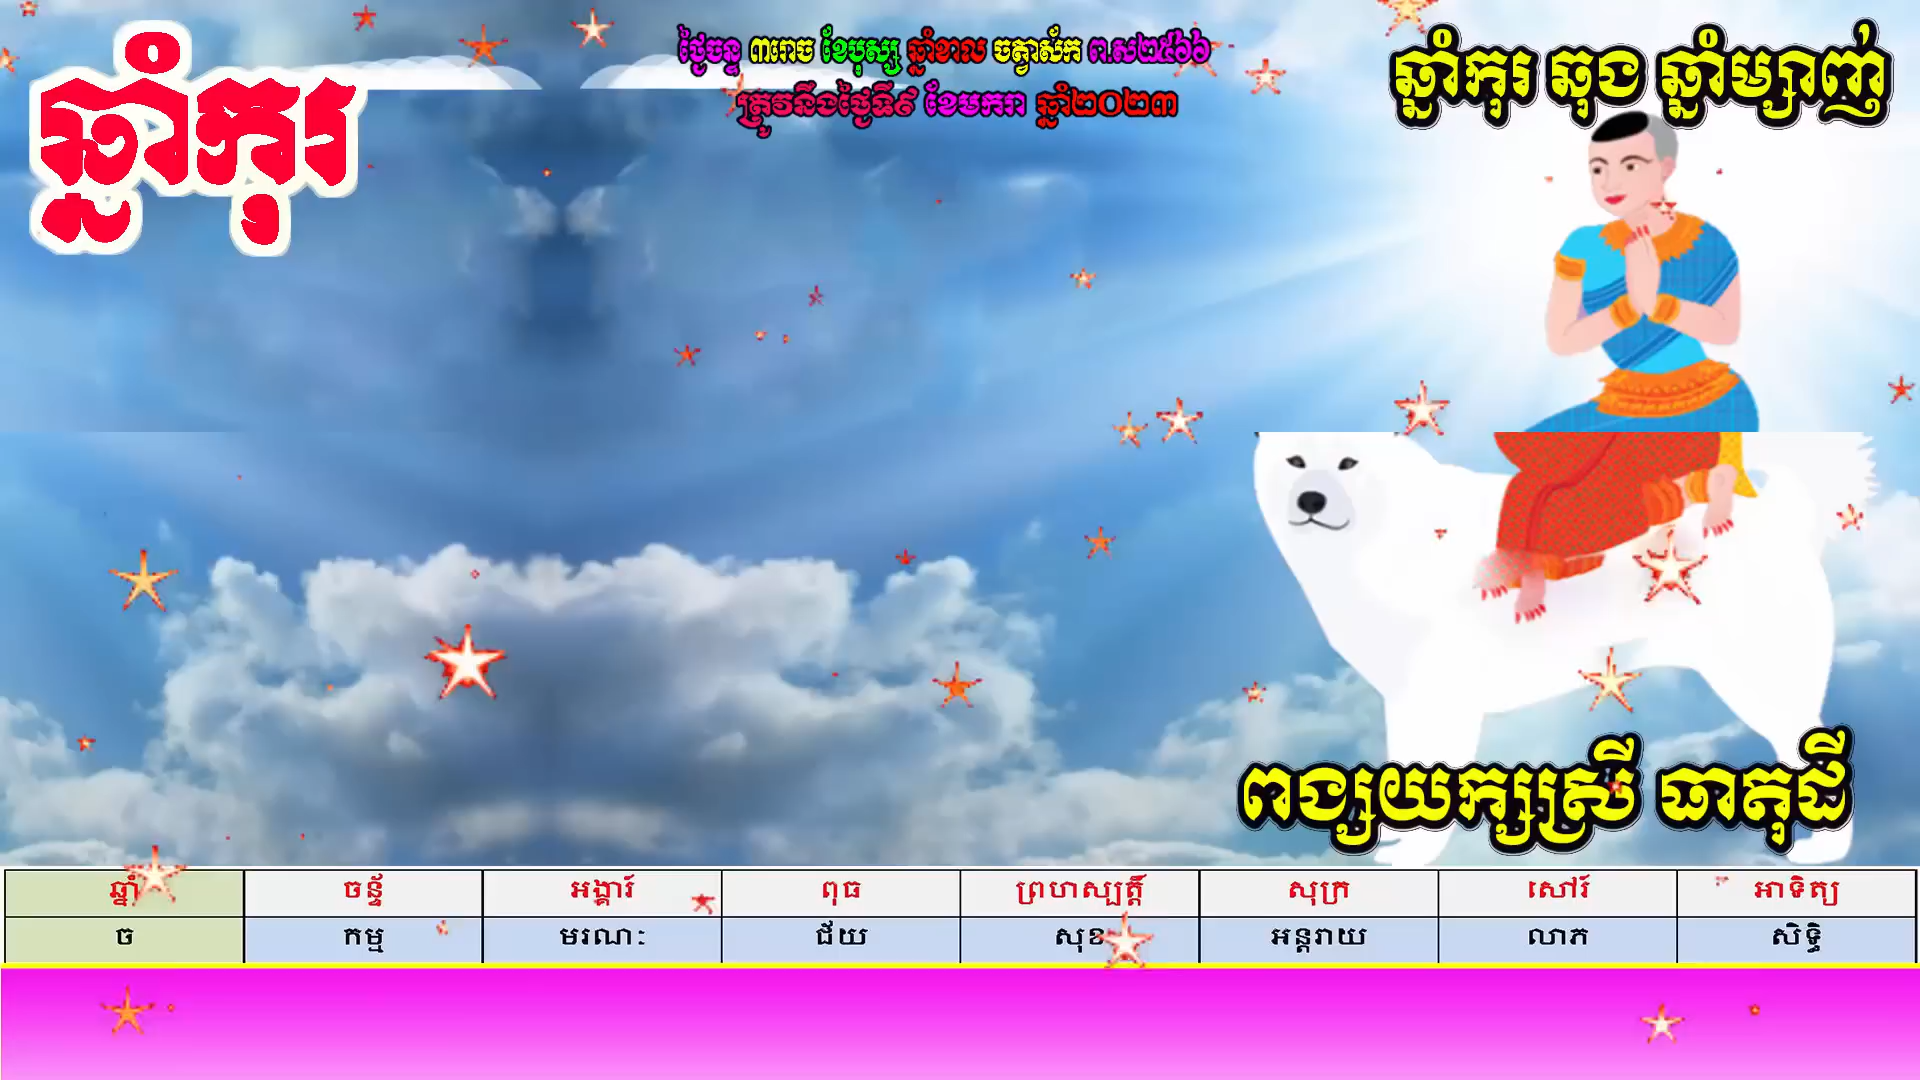 ឆ្នាំកុរ
ថ្ងៃចន្ទ ៣រោច ខែបុស្ស ឆ្នាំខាល ចត្វាស័ក ព.ស២៥៦៦
ត្រូវនឹងថ្ងៃទី៩ ខែមករា ឆ្នាំ២០២៣
ឆ្នាំកុរ ឆុង ឆ្នាំម្សាញ់
ពង្សយក្សស្រី ធាតុដី
ឆ្នាំ ចន្ទ័ អង្គារ៍ ពុធ ព្រហស្បត្តិ៍ សុក្រ សៅរ៍ អាទិត្យ
ច កម្ម មរណៈ ជ័យ សុខ អន្តរាយ លាភ សិទ្ធិ